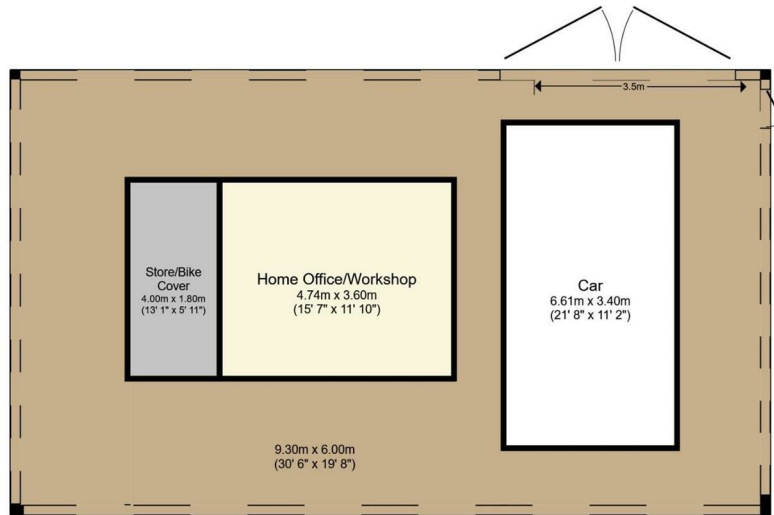 3.5m
Store/Bike
Cover
4.00m x 1.80m
(13' 1" x 5' 11")
Home Office/Workshop
4.74m x 3.60m
(15' 7" x 11' 10")
Car
6.61m x 3.40m
(21' 8" x 11' 2")
9.30m x 6.00m
(30' 6" x 19' 8")